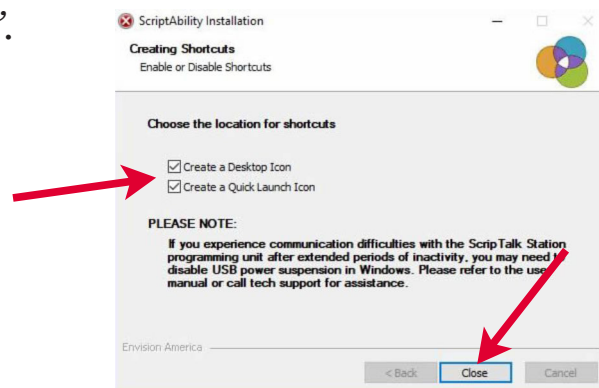 ’.
ScriptAbility Installation
Creating Shortcuts
Enable or Disable Shortcuts
Choose the location for shortcuts
Create a Desktop Icon
Create a Quick Launch Icon
PLEASE NOTE:
If you experience communication difficulties with the ScripTalk Station
programming unit after extended periods of inactivity, you may need to
disable USB power suspension in Windows. Please refer to the user
manual or call tech support for assistance.
Envision America
< Back Close Cancel